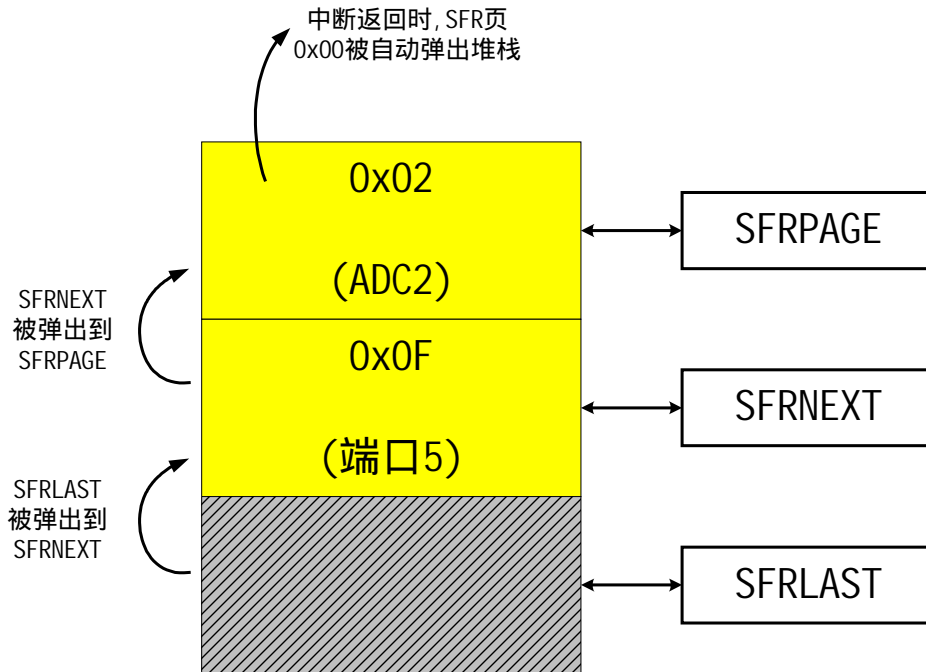 中断返回时,SFR页
0x00被自动弹出堆栈
0x02
(ADC2)
SFRPAGE
SFRNEXT
被弹出到
SFRPAGE
0x0F
(端口5)
SFRNEXT
SFRLAST
被弹出到
SFRNEXT
SFRLAST